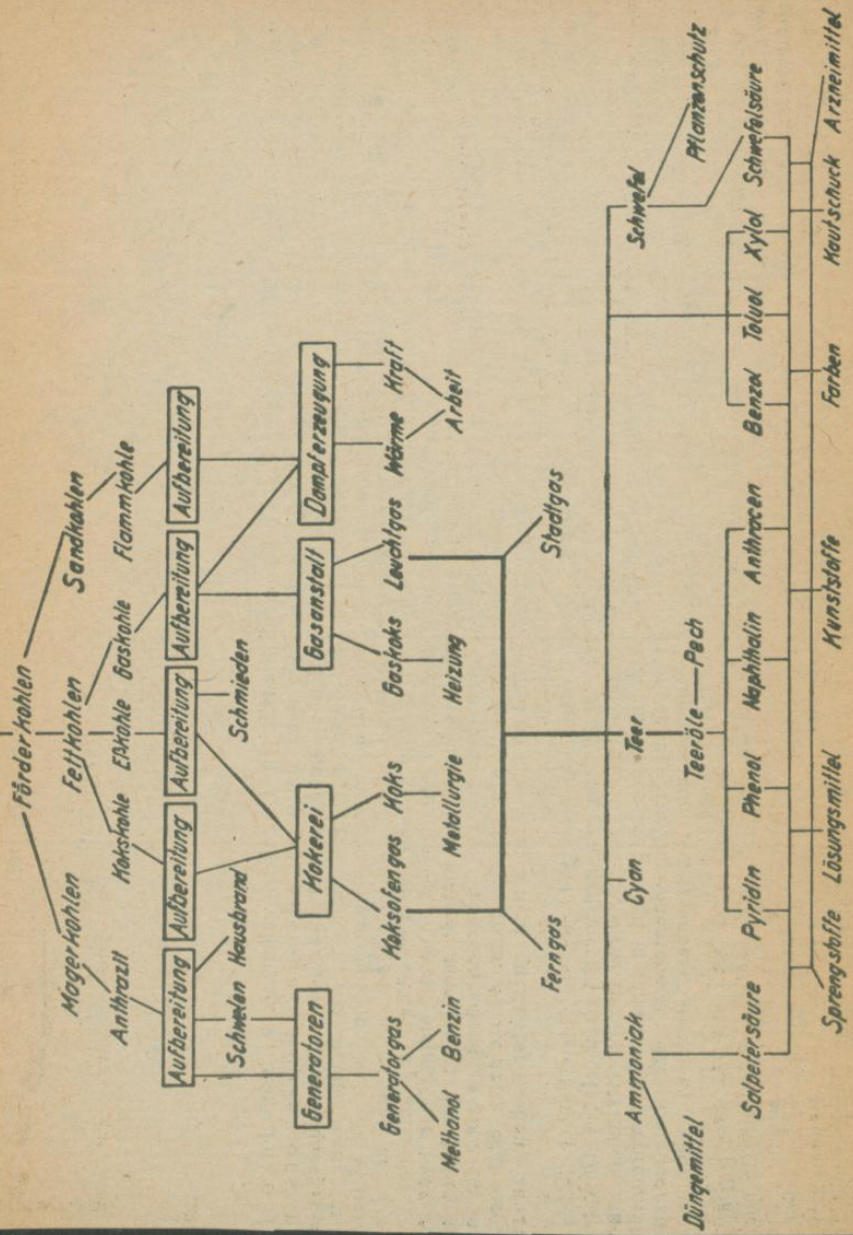 Förderkohlen
Magerkohlen Fettkohlen Sandkohlen
Anthrazit Kokskohle Eßkohle Gaskohle Flammkohle
Aufbereitung Aufbereitung Aufbereitung Aufbereitung Aufbereitung
Schwelen Hausbrand Schmieden
Generatoren Kokerei Gasanstalt Dampferzeugung
Generatorgas Koksofengas Koks Gaskoks Leuchtgas Wärme Kraft
Methanol Benzin Metallurgie Heizung Arbeit
Ferngas Stadtgas
Ammoniak Cyan Teer Schwefel
Düngemittel Teeröle—Pech Pflanzenschutz
Salpetersäure Pyridin Phenol Naphthalin Anthracen Benzol Toluol Xylol Schwefelsäure
Sprengstoffe Lösungsmittel Kunststoffe Farben Kautschuck Arzneimittel